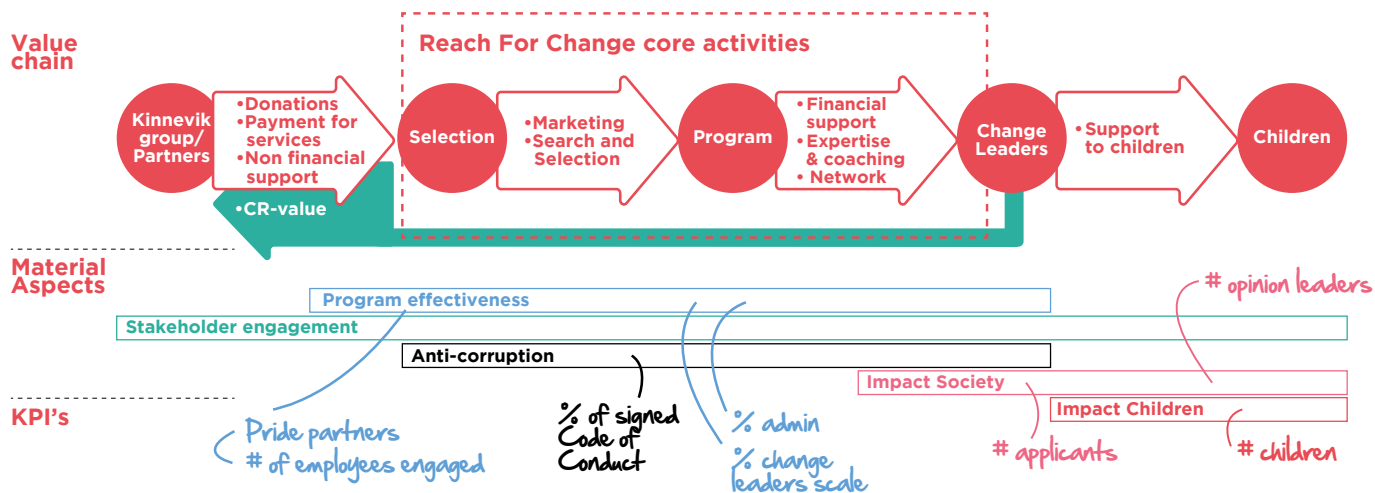 Value
chain
Reach For Change core activities
Kinnevik
group/
Partners
•Donations
•Payment for
services
•Non financial
support
Selection
•Marketing
•Search and
Selection
Program
•Financial
support
•Expertise
& coaching
• Network
Change
Leaders
• Support
to children
Children
•CR-value
Material
Aspects
# opinion leaders
Program effectiveness
Stakeholder engagement
Anti-corruption
Impact Society
Impact Children
KPI's
Pride partners
# of employees engaged
% of signed
Code of
Conduct
% admin
% change
leaders scale
# applicants
# children